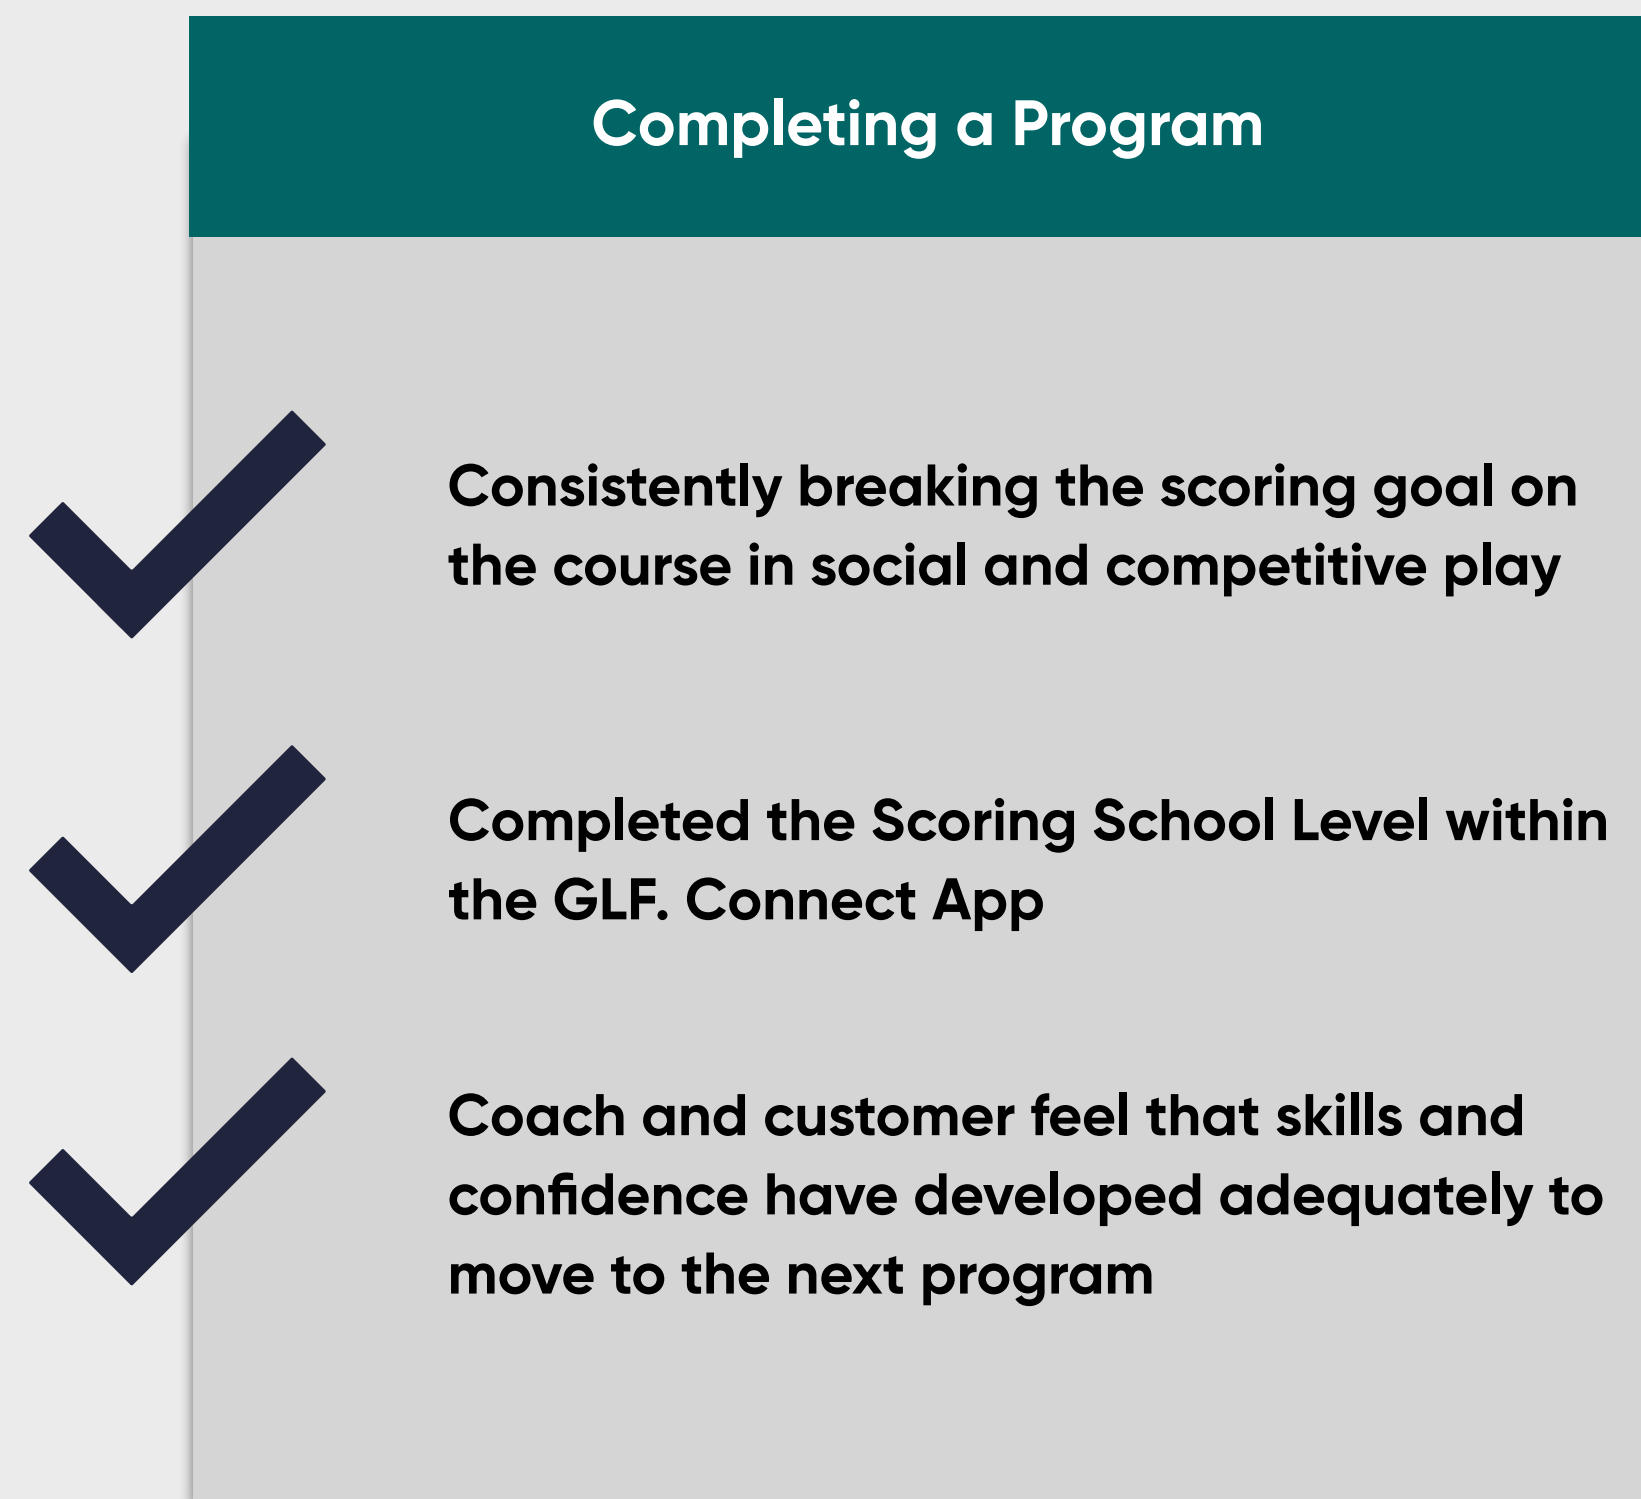 Completing a Program
Consistently breaking the scoring goal on
the course in social and competitive play
Completed the Scoring School Level within
the GLF. Connect App
Coach and customer feel that skills and
confidence have developed adequately to
move to the next program